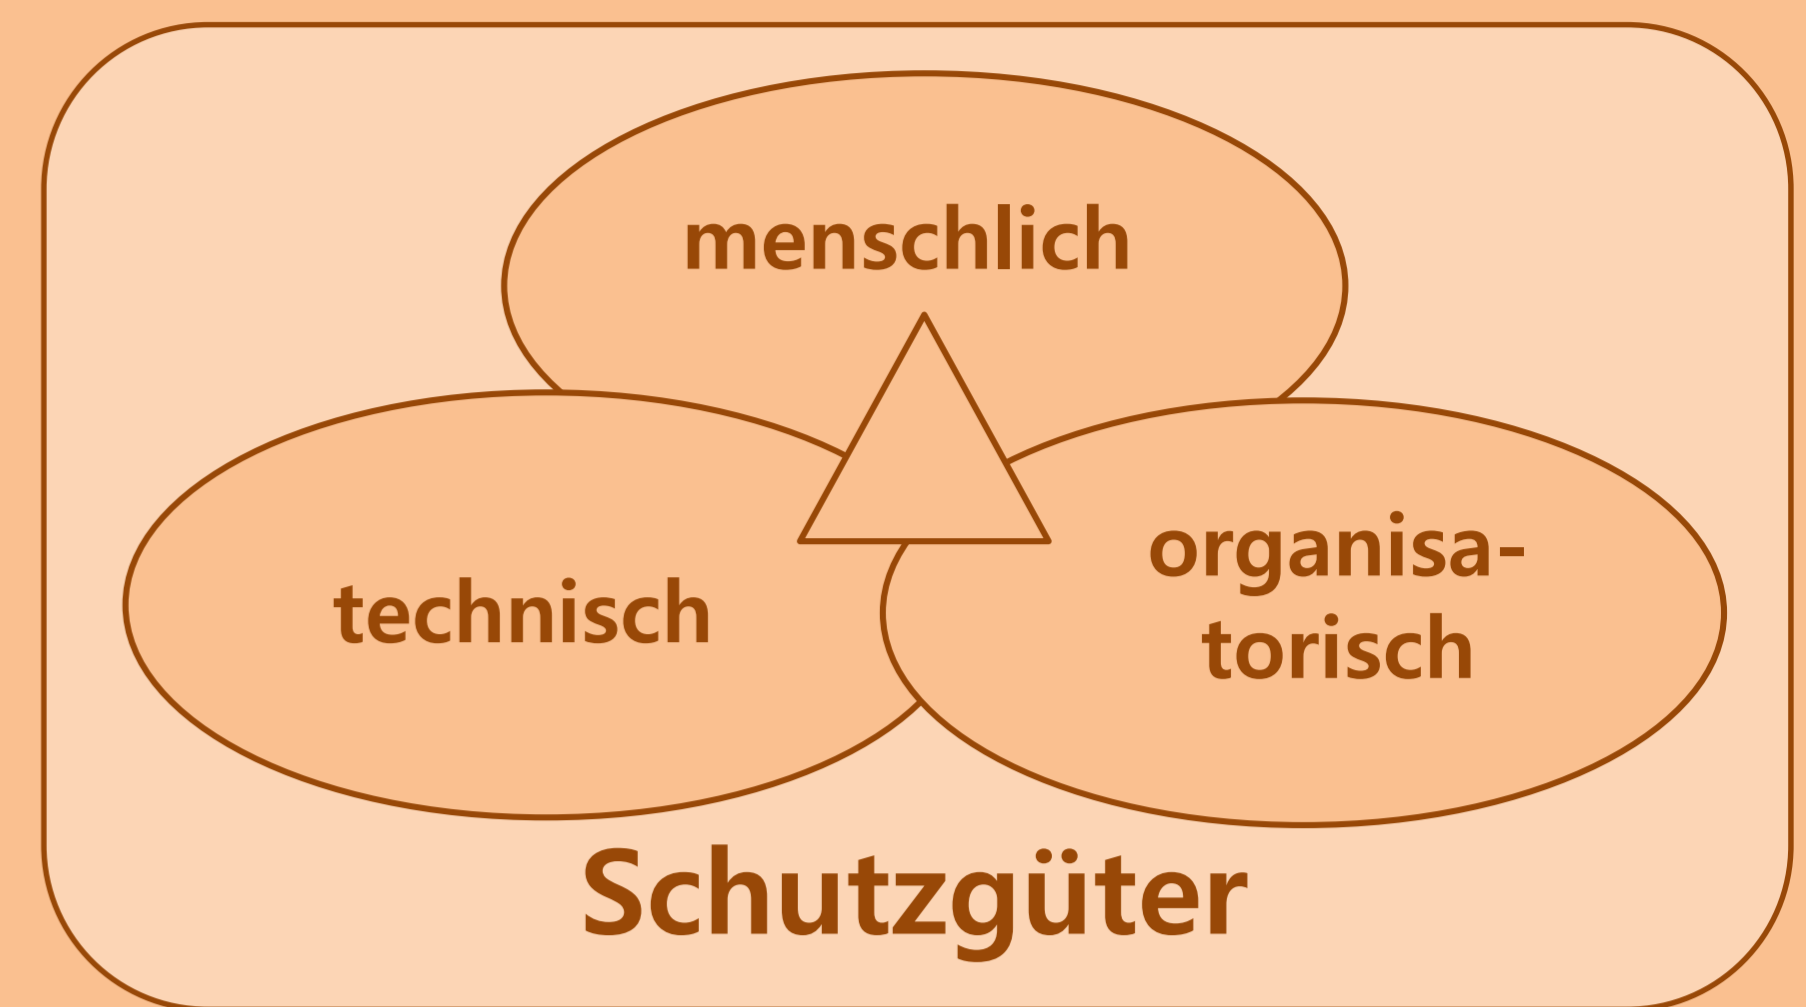 menschlich
technisch
organisa-
torisch
Schutzgüter